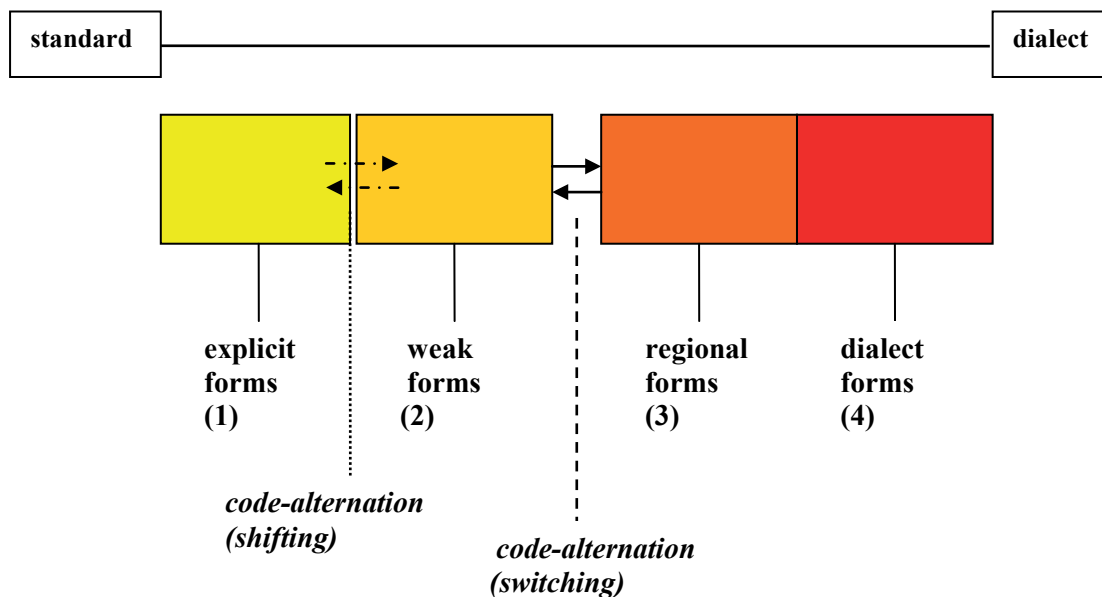 standard
dialect
explicit
forms
(1)
weak
forms
(2)
regional
forms
(3)
dialect
forms
(4)
code-alternation
(shifting)
code-alternation
(switching)